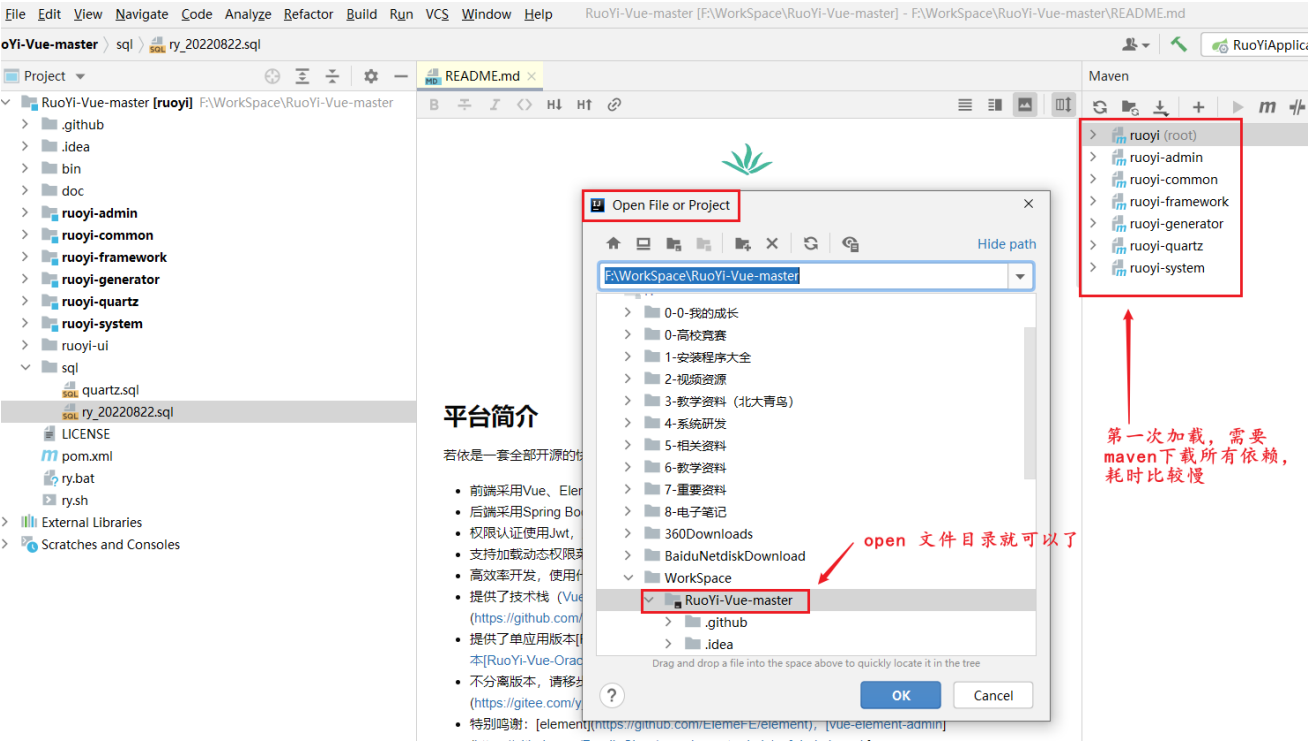 File Edit View Navigate Code Analyze Refactor Build Run VCS Window Help RuoYi-Vue-master [F:\WorkSpace\RuoYi-Vue-master] - F:\WorkSpace\RuoYi-Vue-master\README.md
oYi-Vue-master sql ry_20220822.sql
RuoYiApplica
Project
RuoYi-Vue-master [ruoyi] F:\WorkSpace\RuoYi-Vue-master
.github
.idea
bin
doc
ruoyi-admin
ruoyi-common
ruoyi-framework
ruoyi-generator
ruoyi-quartz
ruoyi-system
ruoyi-ui
sql
quartz.sql
ry_20220822.sql
LICENSE
pom.xml
ry.bat
ry.sh
External Libraries
Scratches and Consoles
README.md
B I H↓ H↑
平台简介
若依是一套全部开源的快
前端采用Vue、Elem
后端采用Spring Boo
权限认证使用Jwt,
支持加载动态权限菜
高效率开发,使用代
提供了技术栈(Vue
(https://github.com/
提供了单应用版本[R
本[RuoYi-Vue-Orac
不分离版本,请移步
(https://gitee.com/y
特别鸣谢:[element](https://github.com/ElemeFE/element),[vue-element-admin]
Open File or Project
Hide path
F:\WorkSpace\RuoYi-Vue-master
0-0-我的成长
0-高校竞赛
1-安装程序大全
2-视频资源
3-教学资料(北大青鸟)
4-系统研发
5-相关资料
6-教学资料
7-重要资料
8-电子笔记
360Downloads
BaiduNetdiskDownload
WorkSpace
RuoYi-Vue-master
.github
.idea
Drag and drop a file into the space above to quickly locate it in the tree
? OK Cancel
open 文件目录就可以了
Maven
m
ruoyi (root)
ruoyi-admin
ruoyi-common
ruoyi-framework
ruoyi-generator
ruoyi-quartz
ruoyi-system
第一次加载,需要
maven下载所有依赖,
耗时比较慢